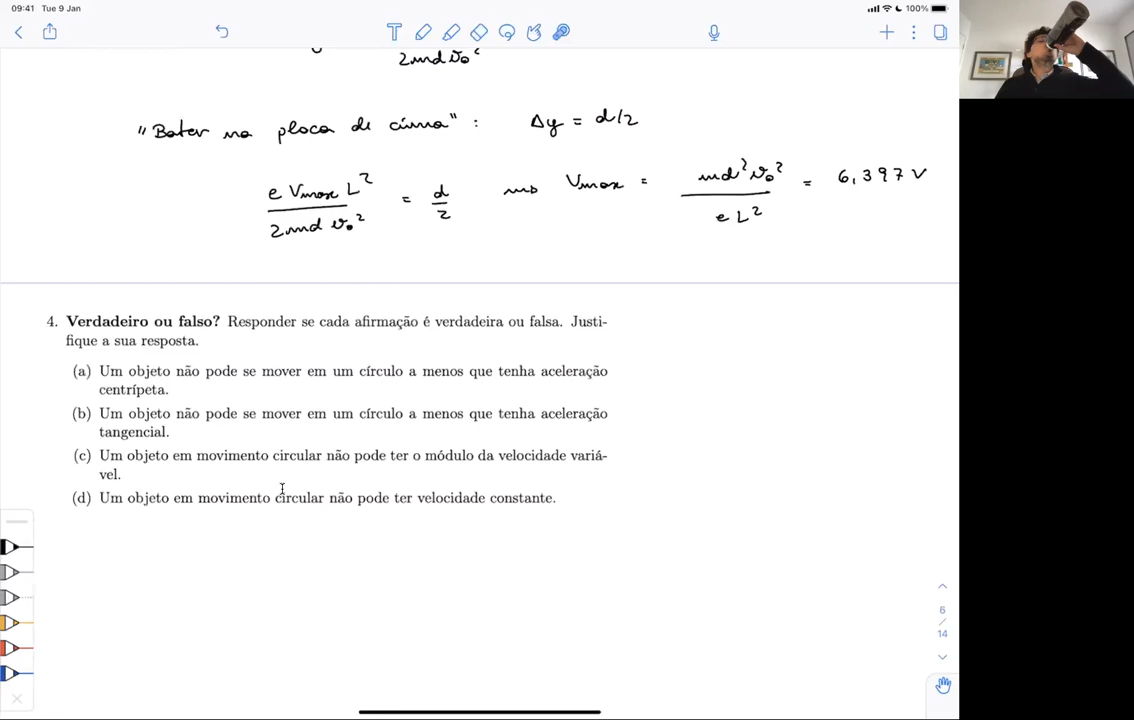 09:41 Tue 9 Jan
100%
2md v₀²
"Bater na placa de cima" : Δy = d/2
e Vmax L² / 2md v₀² = d/2 ⟿ Vmax = md²v₀² / e L² = 6,397 V
4. Verdadeiro ou falso? Responder se cada afirmação é verdadeira ou falsa. Justi-
fique a sua resposta.
(a) Um objeto não pode se mover em um círculo a menos que tenha aceleração
centrípeta.
(b) Um objeto não pode se mover em um círculo a menos que tenha aceleração
tangencial.
(c) Um objeto em movimento circular não pode ter o módulo da velocidade variá-
vel.
(d) Um objeto em movimento circular não pode ter velocidade constante.
6
/
14